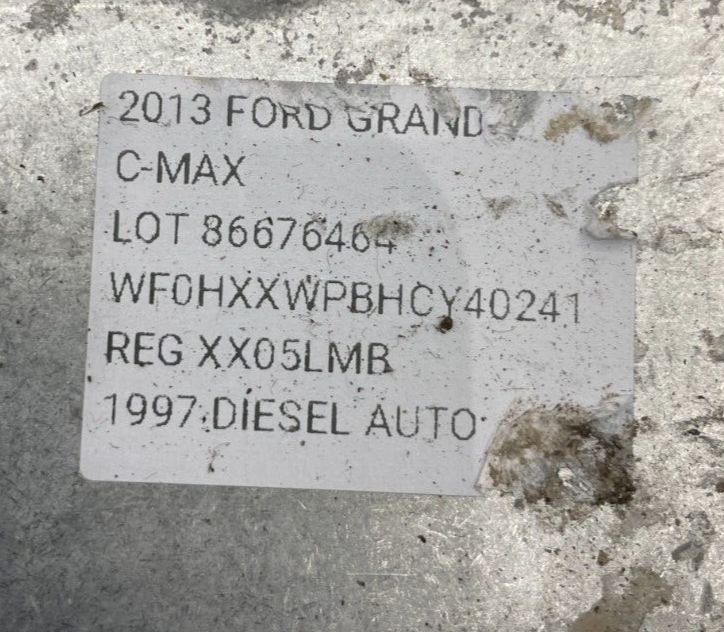 2013 FORD GRAND
C-MAX
LOT 86676464
WF0HXXWPBHCY40241
REG XX05LMB
1997 DIESEL AUTO